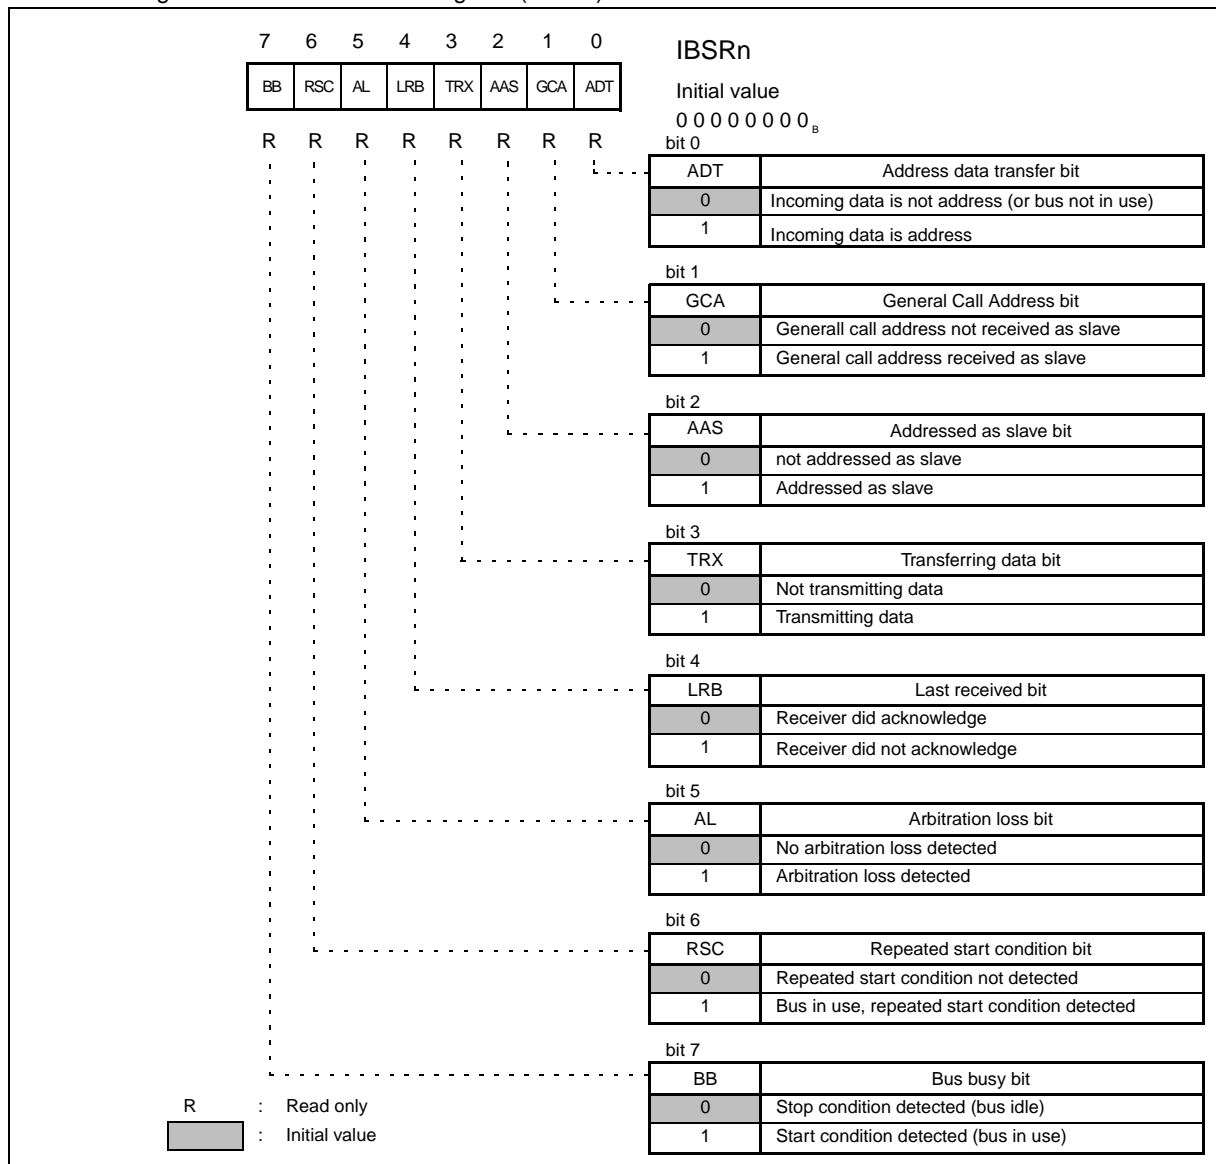 7 6 5 4 3 2 1 0
BB RSC AL LRB TRX AAS GCA ADT
R R R R R R R R
IBSRn
Initial value
0 0 0 0 0 0 0 0 B
bit 0
ADT Address data transfer bit
0 Incoming data is not address (or bus not in use)
1 Incoming data is address
bit 1
GCA General Call Address bit
0 Generall call address not received as slave
1 General call address received as slave
bit 2
AAS Addressed as slave bit
0 not addressed as slave
1 Addressed as slave
bit 3
TRX Transferring data bit
0 Not transmitting data
1 Transmitting data
bit 4
LRB Last received bit
0 Receiver did acknowledge
1 Receiver did not acknowledge
bit 5
AL Arbitration loss bit
0 No arbitration loss detected
1 Arbitration loss detected
bit 6
RSC Repeated start condition bit
0 Repeated start condition not detected
1 Bus in use, repeated start condition detected
bit 7
BB Bus busy bit
0 Stop condition detected (bus idle)
1 Start condition detected (bus in use)
R : Read only
: Initial value